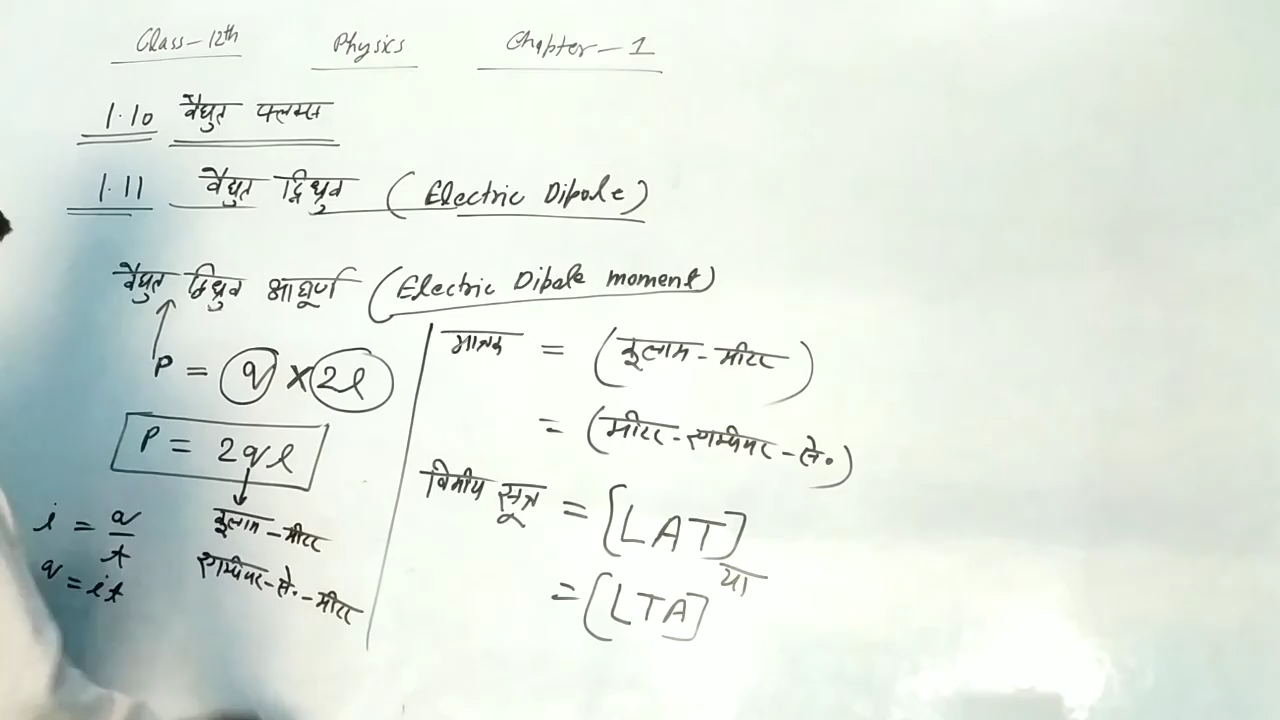 Class-12th Physics Chapter-1
1.10 वैद्युत फ्लक्स
1.11 वैद्युत द्विध्रुव (Electric Dipole)
वैद्युत द्विध्रुव आघूर्ण (Electric Dipole moment)
P = q × 2l
P = 2ql
कूलाम-मीटर
एम्पियर-से.-मीटर
i = q/t
q = it
मात्रक = (कूलाम-मीटर)
= (मीटर-एम्पियर-से.)
विमीय सूत्र = [LAT]
या
= [LTA]